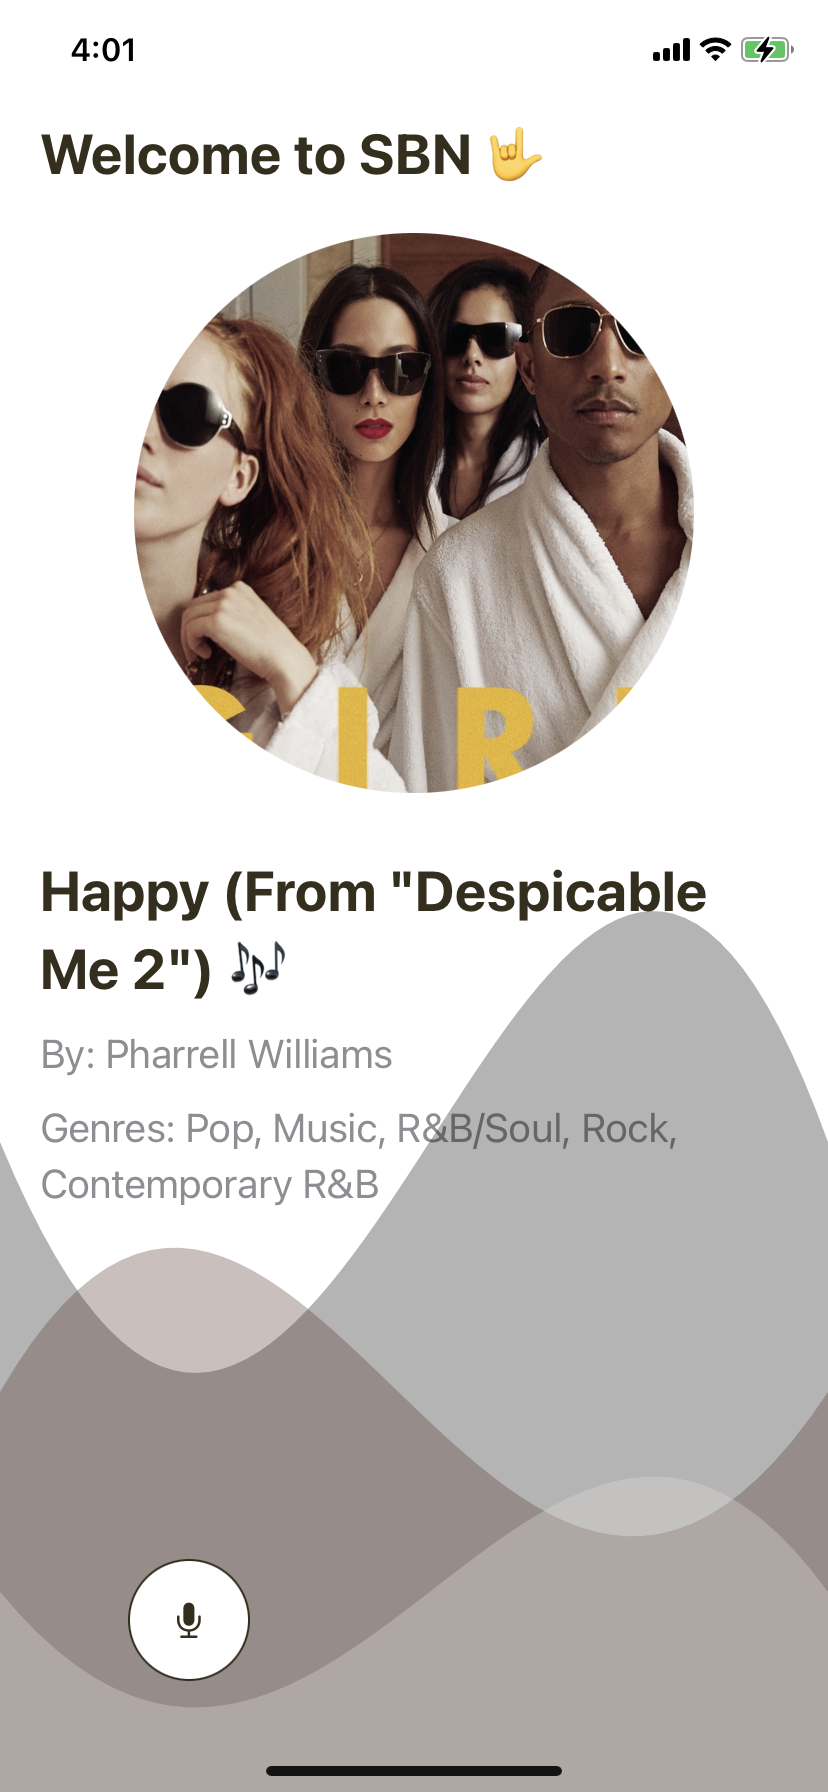 4:01
Welcome to SBN 🤟
GIR
Happy (From "Despicable
Me 2") 🎶
By: Pharrell Williams
Genres: Pop, Music, R&B/Soul, Rock,
Contemporary R&B